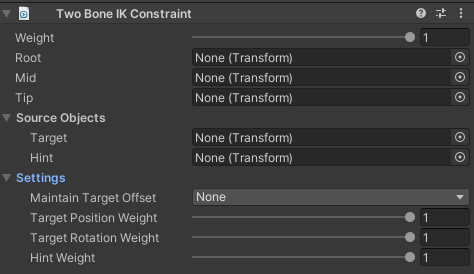 Two Bone IK Constraint
Weight 1
Root None (Transform)
Mid None (Transform)
Tip None (Transform)
Source Objects
Target None (Transform)
Hint None (Transform)
Settings
Maintain Target Offset None
Target Position Weight 1
Target Rotation Weight 1
Hint Weight 1